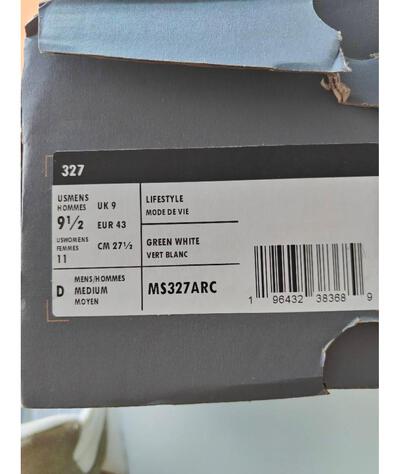 327
USMENS
HOMMES
9½
UK 9
EUR 43
CM 27½
USWOMENS
FEMMES
11
LIFESTYLE
MODE DE VIE
GREEN WHITE
VERT BLANC
D
MENS/HOMMES
MEDIUM
MOYEN
MS327ARC
1 96432 38368 9